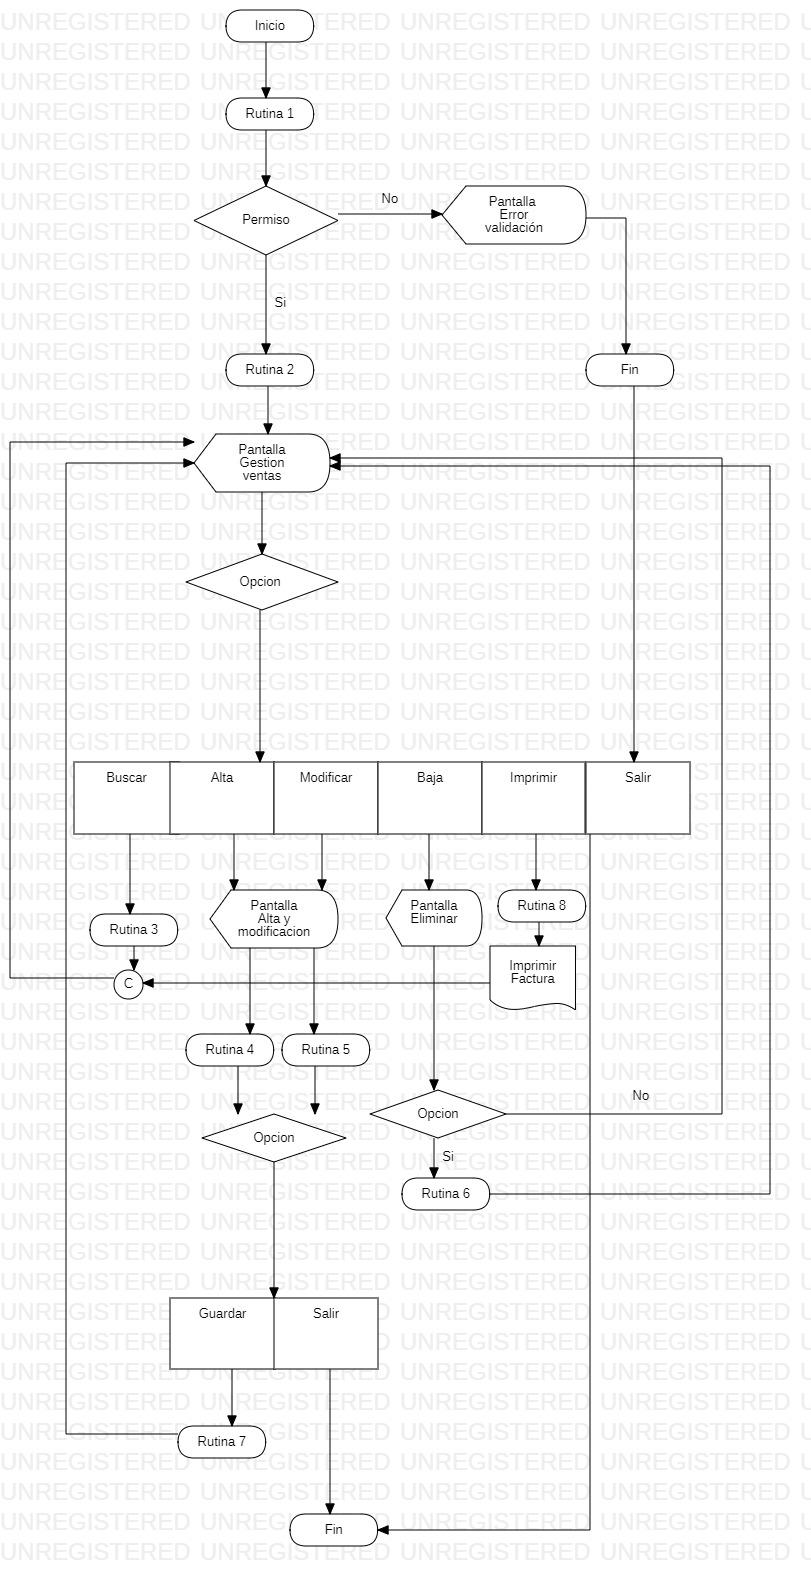 Inicio
Rutina 1
Permiso
No
Pantalla
Error
validación
Si
Rutina 2
Fin
Pantalla
Gestion
ventas
Opcion
Buscar
Alta
Modificar
Baja
Imprimir
Salir
Pantalla
Alta y
modificacion
Pantalla
Eliminar
Rutina 8
Rutina 3
Imprimir
Factura
C
Rutina 4
Rutina 5
No
Opcion
Opcion
Si
Rutina 6
Guardar
Salir
Rutina 7
Fin
UNREGISTERED